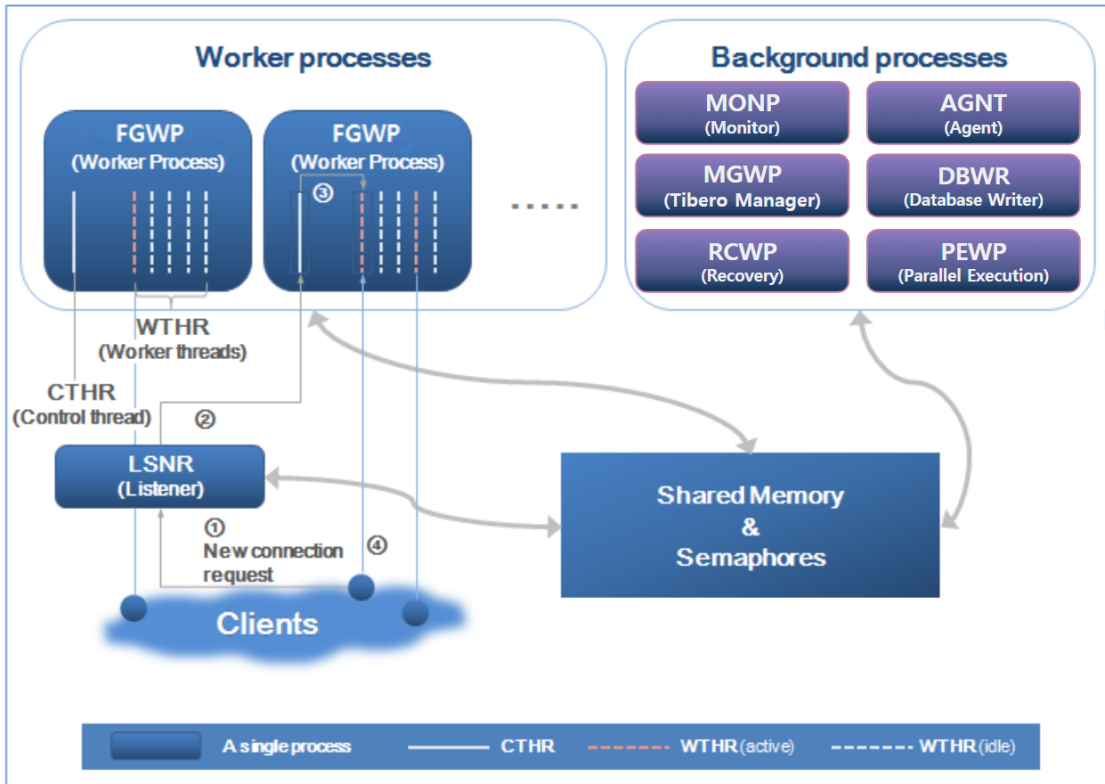 Worker processes
Background processes
FGWP
(Worker Process)
FGWP
(Worker Process)
③
.....
MONP
(Monitor)
AGNT
(Agent)
MGWP
(Tibero Manager)
DBWR
(Database Writer)
RCWP
(Recovery)
PEWP
(Parallel Execution)
WTHR
(Worker threads)
CTHR
(Control thread)
②
LSNR
(Listener)
Shared Memory
&
Semaphores
①
New connection
request
④
Clients
A single process
CTHR
WTHR (active)
WTHR (idle)